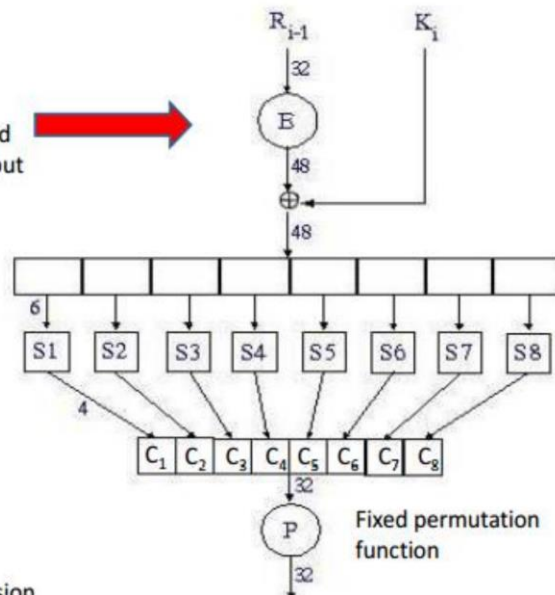 R i-1 K i
32
E
d
out
48
48
6
S1 S2 S3 S4 S5 S6 S7 S8
4
C1 C2 C3 C4 C5 C6 C7 C8
32
P
Fixed permutation
function
32